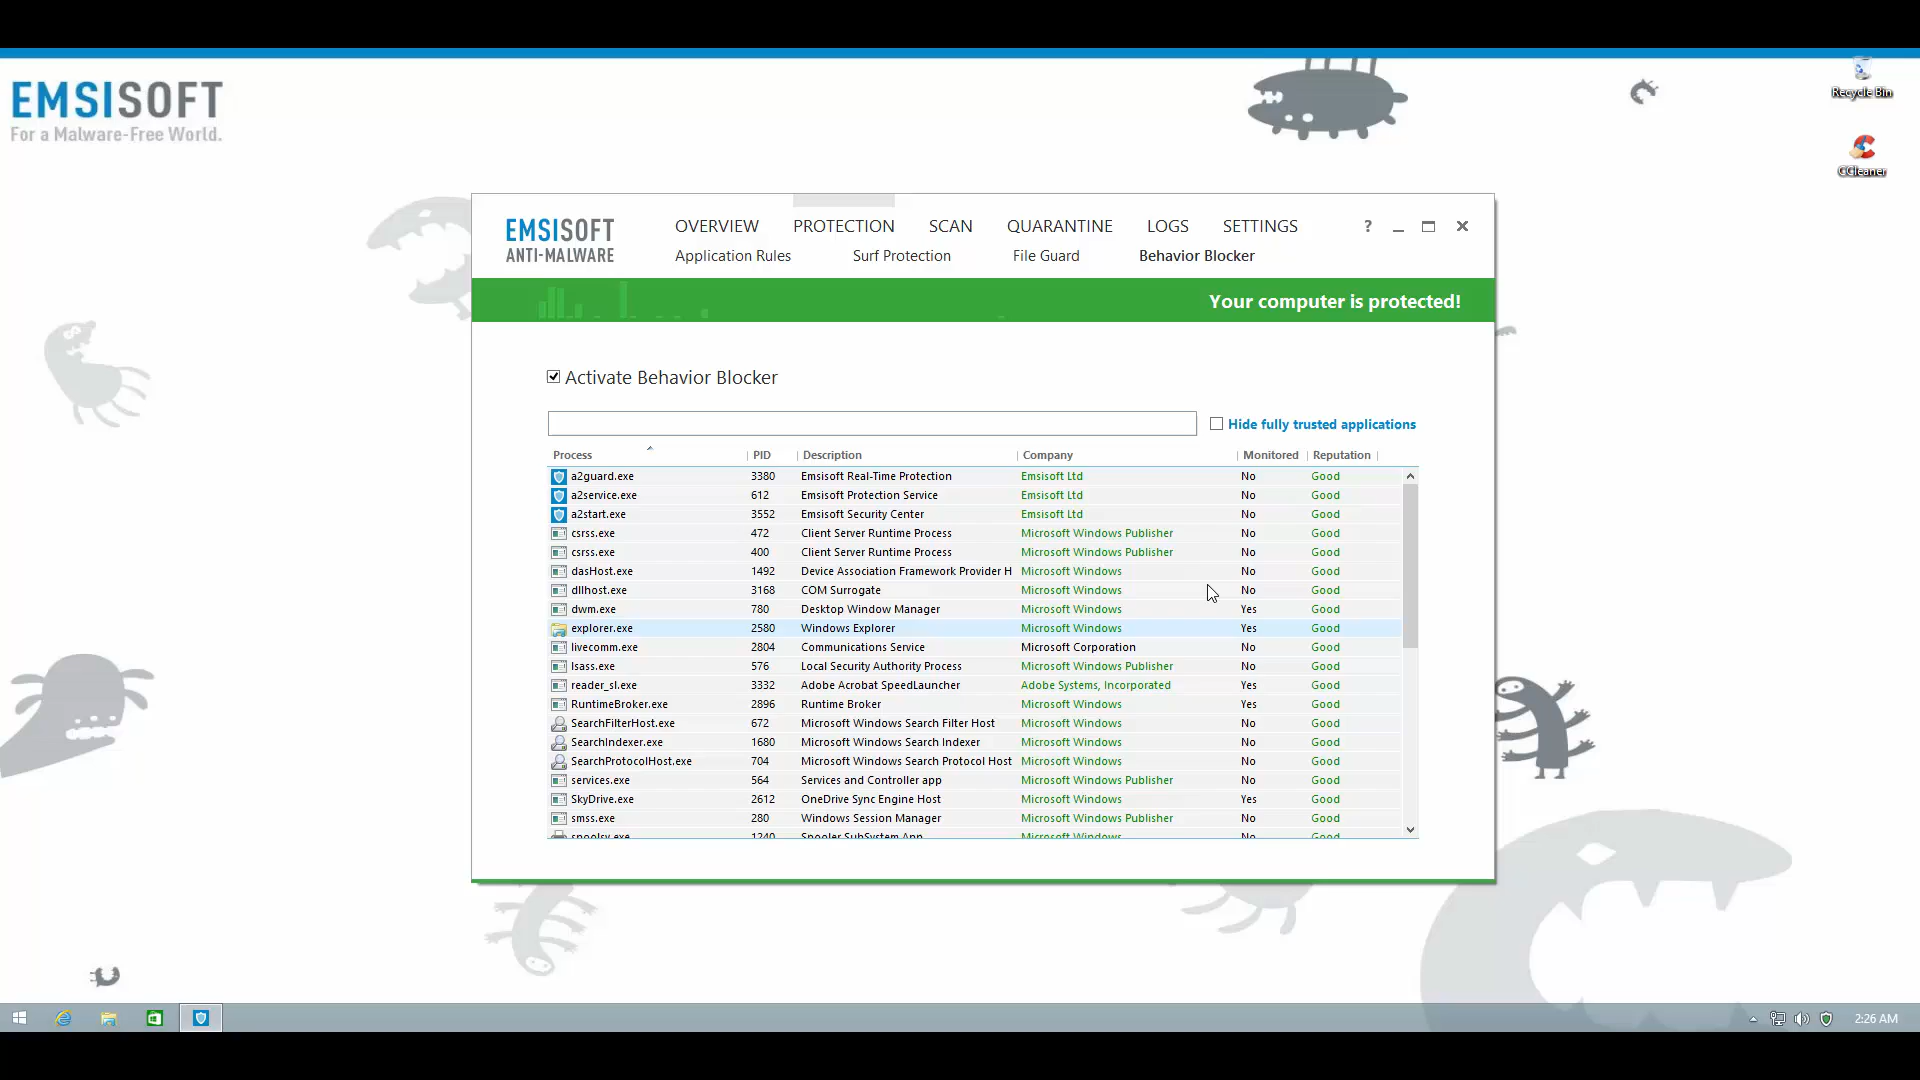 EMSISOFT
For a Malware-Free World.
Recycle Bin
CCleaner
EMSISOFT
ANTI-MALWARE
OVERVIEW PROTECTION SCAN QUARANTINE LOGS SETTINGS ?
Application Rules Surf Protection File Guard Behavior Blocker
Your computer is protected!
Activate Behavior Blocker
Hide fully trusted applications
Process PID Description Company Monitored Reputation
a2guard.exe 3380 Emsisoft Real-Time Protection Emsisoft Ltd No Good
a2service.exe 612 Emsisoft Protection Service Emsisoft Ltd No Good
a2start.exe 3552 Emsisoft Security Center Emsisoft Ltd No Good
csrss.exe 472 Client Server Runtime Process Microsoft Windows Publisher No Good
csrss.exe 400 Client Server Runtime Process Microsoft Windows Publisher No Good
dasHost.exe 1492 Device Association Framework Provider H Microsoft Windows No Good
dllhost.exe 3168 COM Surrogate Microsoft Windows No Good
dwm.exe 780 Desktop Window Manager Microsoft Windows Yes Good
explorer.exe 2580 Windows Explorer Microsoft Windows Yes Good
livecomm.exe 2804 Communications Service Microsoft Corporation No Good
lsass.exe 576 Local Security Authority Process Microsoft Windows Publisher No Good
reader_sl.exe 3332 Adobe Acrobat SpeedLauncher Adobe Systems, Incorporated Yes Good
RuntimeBroker.exe 2896 Runtime Broker Microsoft Windows Yes Good
SearchFilterHost.exe 672 Microsoft Windows Search Filter Host Microsoft Windows No Good
SearchIndexer.exe 1680 Microsoft Windows Search Indexer Microsoft Windows No Good
SearchProtocolHost.exe 704 Microsoft Windows Search Protocol Host Microsoft Windows No Good
services.exe 564 Services and Controller app Microsoft Windows Publisher No Good
SkyDrive.exe 2612 OneDrive Sync Engine Host Microsoft Windows Yes Good
smss.exe 280 Windows Session Manager Microsoft Windows Publisher No Good
spoolsv.exe 1240 Spooler SubSystem App Microsoft Windows No Good
2:26 AM